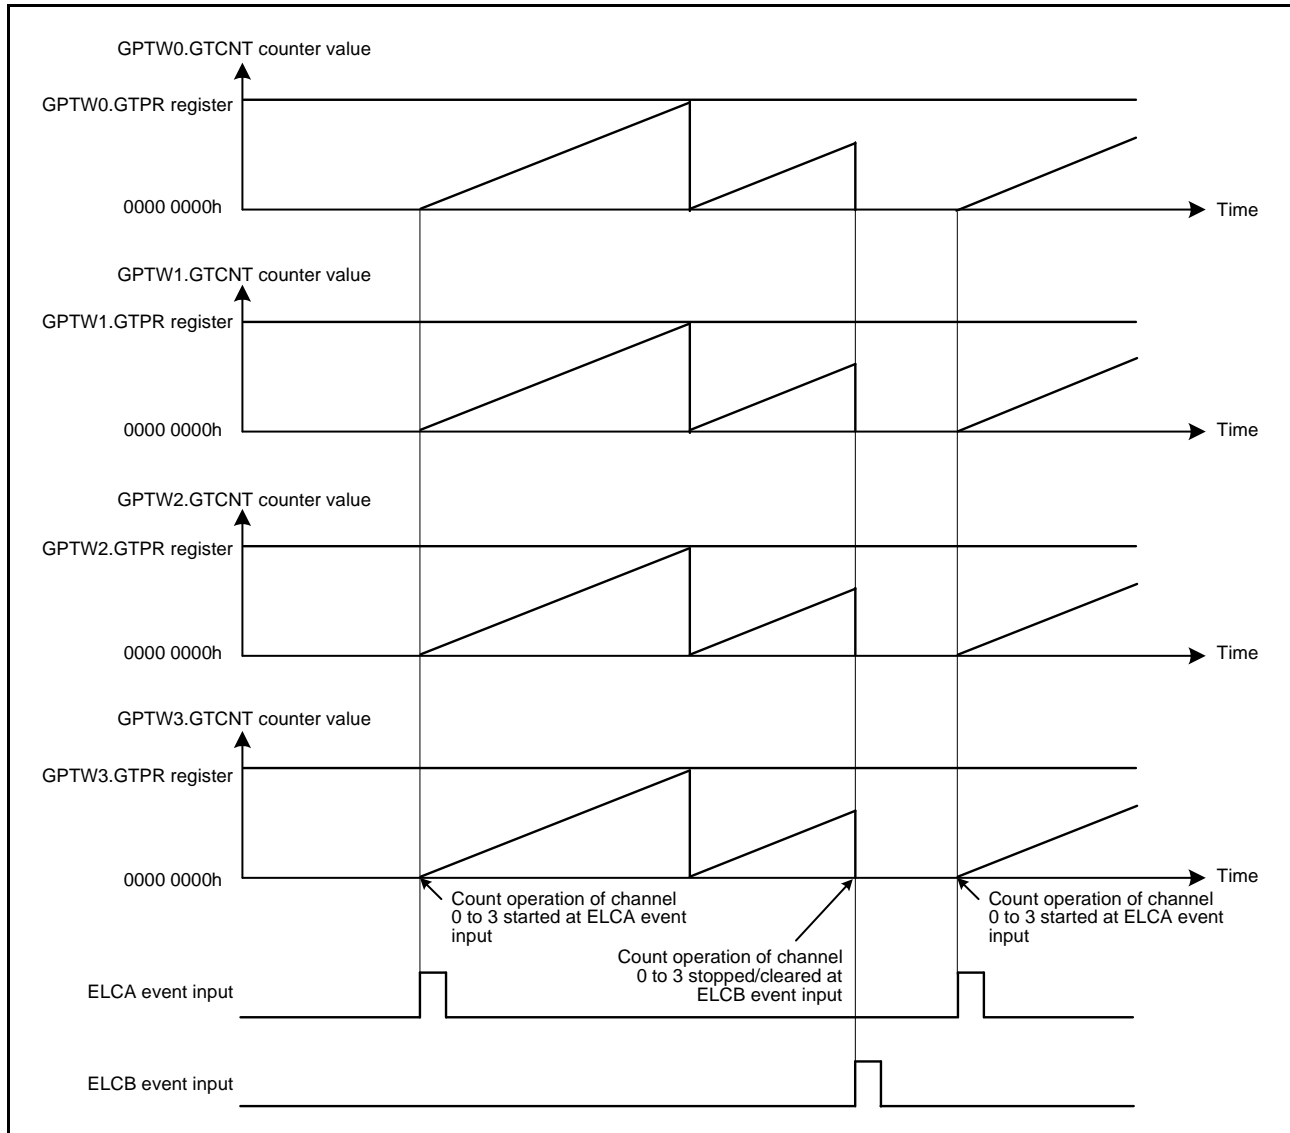 GPTW0.GTCNT counter value
GPTW0.GTPR register
0000 0000h
Time
GPTW1.GTCNT counter value
GPTW1.GTPR register
0000 0000h
Time
GPTW2.GTCNT counter value
GPTW2.GTPR register
0000 0000h
Time
GPTW3.GTCNT counter value
GPTW3.GTPR register
0000 0000h
Time
Count operation of channel
0 to 3 started at ELCA event
input
Count operation of channel
0 to 3 stopped/cleared at
ELCB event input
Count operation of channel
0 to 3 started at ELCA event
input
ELCA event input
ELCB event input